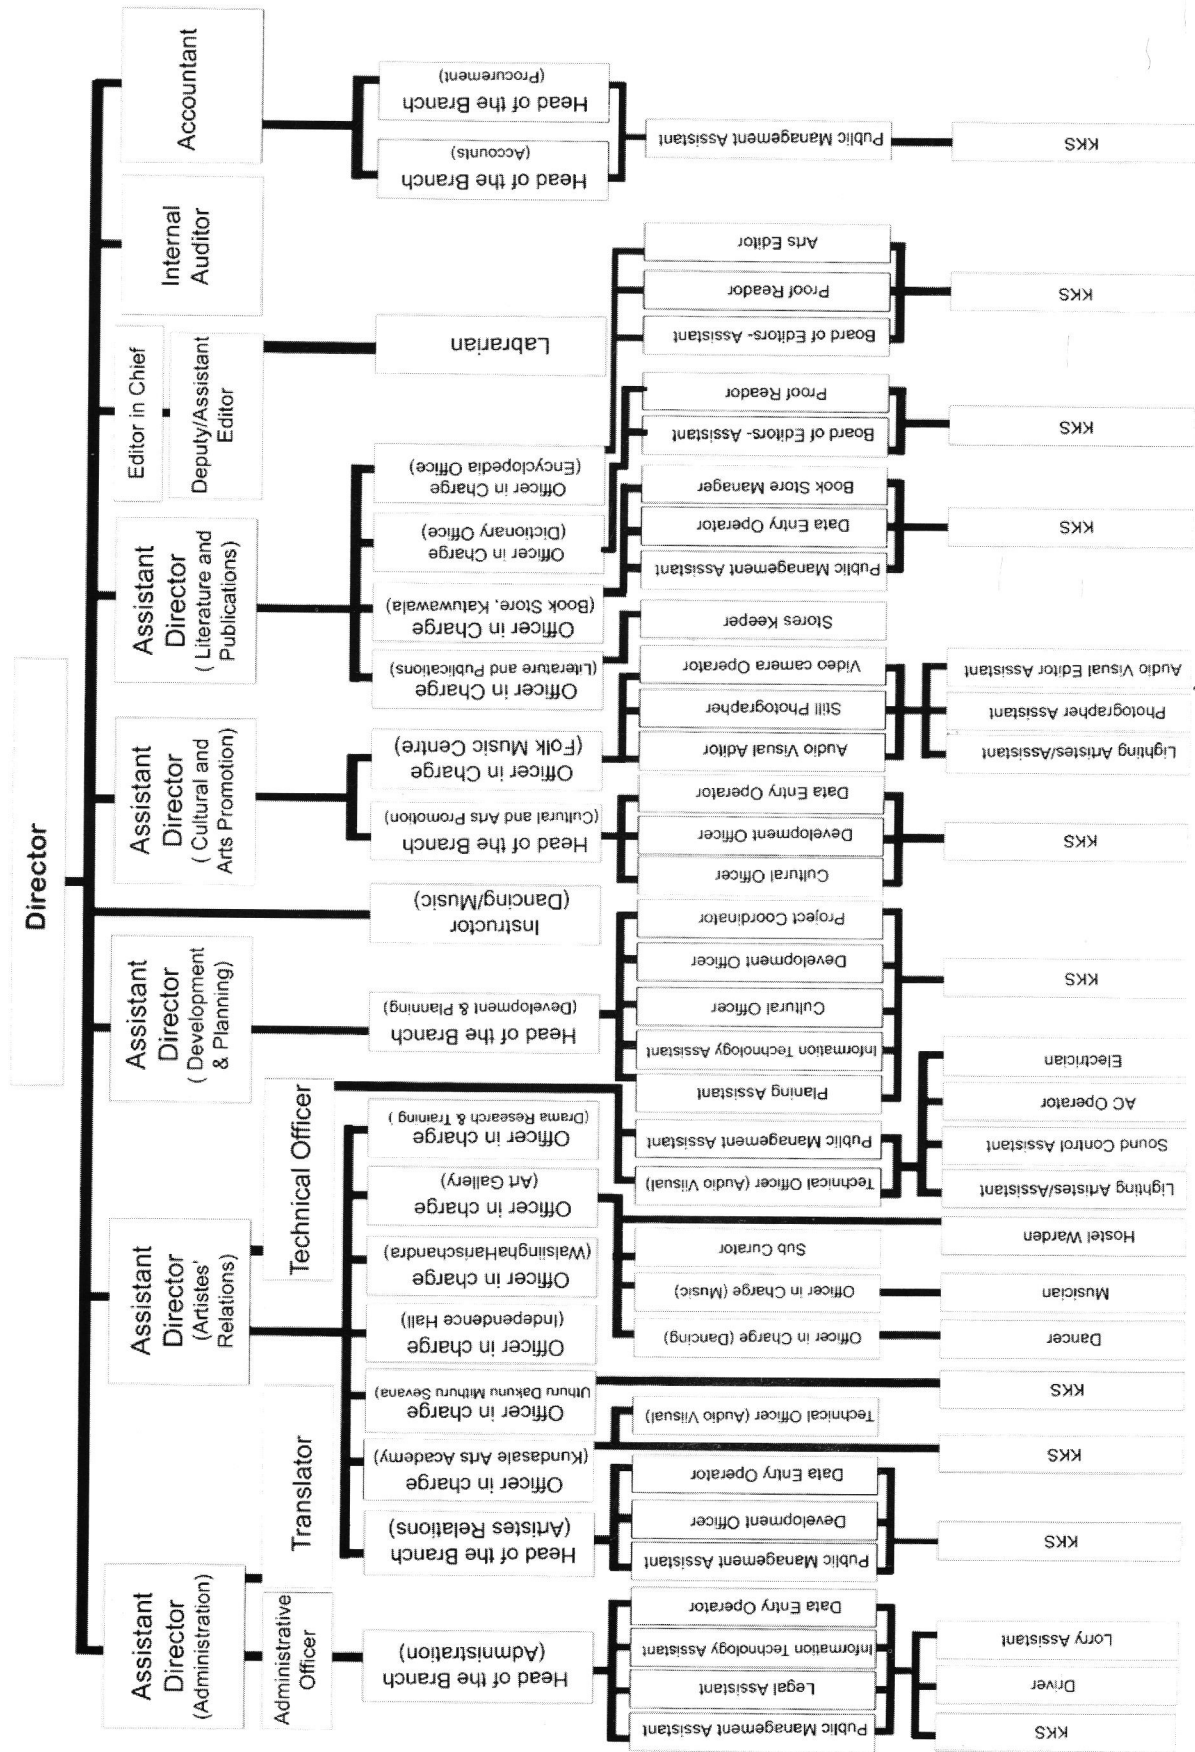 Director
Assistant
Director
(Administration)
Assistant
Director
(Artistes'
Relations)
Assistant
Director
( Development
& Planning)
Assistant
Director
( Cultural and
Arts Promotion)
Assistant
Director
( Literature and
Publications)
Editor in Chief
Deputy/Assistant
Editor
Internal
Auditor
Accountant
Administrative
Officer
Translator
Technical Officer
Head of the Branch
(Administration)
Head of the Branch
(Artistes Relations)
Officer in charge
(Kundasale Arts Academy)
Officer in charge
Uthuru Dakunu Mithuru Sevana)
Officer in charge
(Independence Hall)
Officer in charge
(WalsiinghaHarischandra)
Officer in charge
(Art Gallery)
Officer in charge
(Drama Research & Training )
Head of the Branch
(Development & Planning)
Instructor
(Dancing/Music)
Head of the Branch
(Cultural and Arts Promotion)
Officer in Charge
(Folk Music Centre)
Officer in Charge
(Literature and Publications)
Officer in Charge
(Book Store, Katuwawala)
Officer in Charge
(Dictionary Office)
Officer in Charge
(Encyclopedia Office)
Labrarian
Head of the Branch
(Accounts)
Head of the Branch
(Procurement)
Public Management Assistant
Legal Assistant
Information Technology Assistant
Data Entry Operator
Public Management Assistant
Development Officer
Data Entry Operator
Technical Officer (Audio Viisual)
Officer in Charge (Dancing)
Officer in Charge (Music)
Sub Curator
Technical Officer (Audio Viisual)
Public Management Assistant
Planing Assistant
Information Technology Assistant
Cultural Officer
Development Officer
Project Coordinator
Cultural Officer
Development Officer
Data Entry Operator
Audio Visual Aditor
Still Photographer
Video camera Operator
Stores Keeper
Public Management Assistant
Data Entry Operator
Book Store Manager
Board of Editors- Assistant
Proof Reador
Board of Editors- Assistant
Proof Reador
Arts Editor
Public Management Assistant
KKS
Driver
Lorry Assistant
KKS
KKS
KKS
Dancer
Musician
Hostel Warden
Lighting Artistes/Assistant
Sound Control Assistant
AC Operator
Electrician
KKS
KKS
Lighting Artistes/Assistant
Photographer Assistant
Audio Visual Editor Assistant
KKS
KKS
KKS
KKS